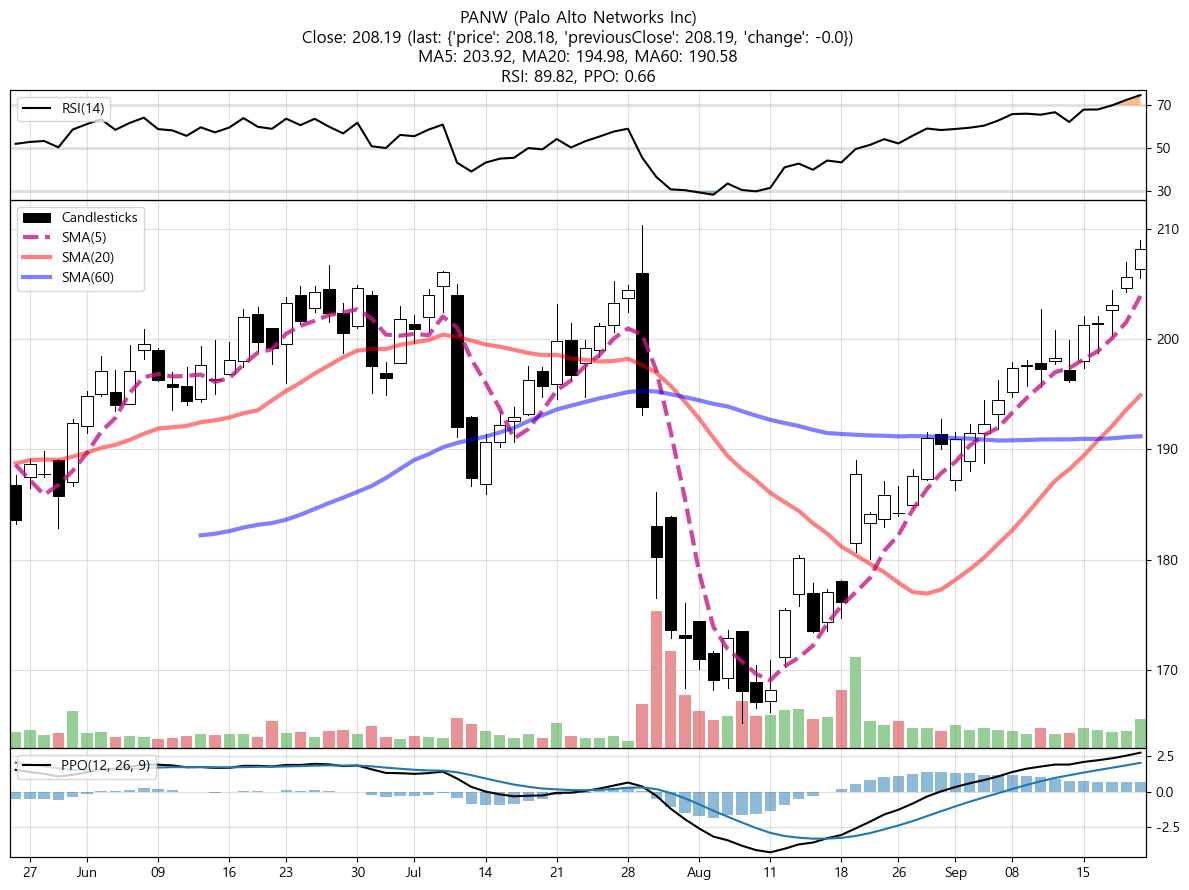 PANW (Palo Alto Networks Inc)
Close: 208.19 (last: {'price': 208.18, 'previousClose': 208.19, 'change': -0.0})
MA5: 203.92, MA20: 194.98, MA60: 190.58
RSI: 89.82, PPO: 0.66
RSI(14)
70
50
30
Candlesticks
SMA(5)
SMA(20)
SMA(60)
210
200
190
180
170
PPO(12, 26, 9)
2.5
0.0
−2.5
27 Jun 09 16 23 30 Jul 14 21 28 Aug 11 18 26 Sep 08 15